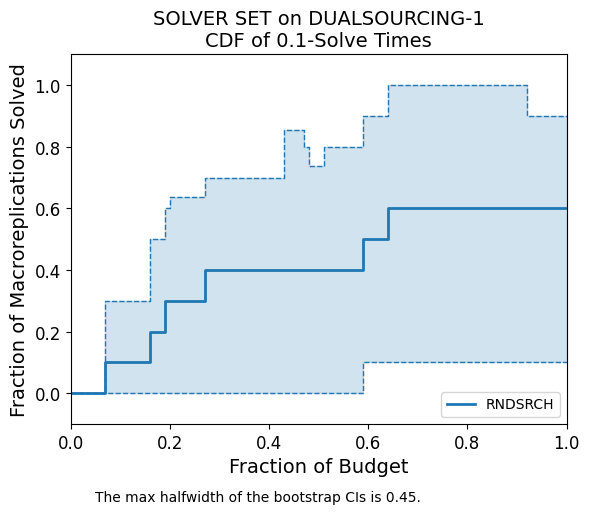 SOLVER SET on DUALSOURCING-1
CDF of 0.1-Solve Times
Fraction of Macroreplications Solved
1.0
0.8
0.6
0.4
0.2
0.0
RNDSRCH
0.0 0.2 0.4 0.6 0.8 1.0
Fraction of Budget
The max halfwidth of the bootstrap CIs is 0.45.